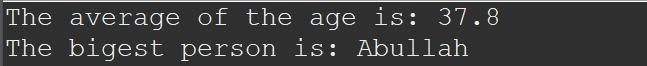 The average of the age is: 37.8
The bigest person is: Abullah